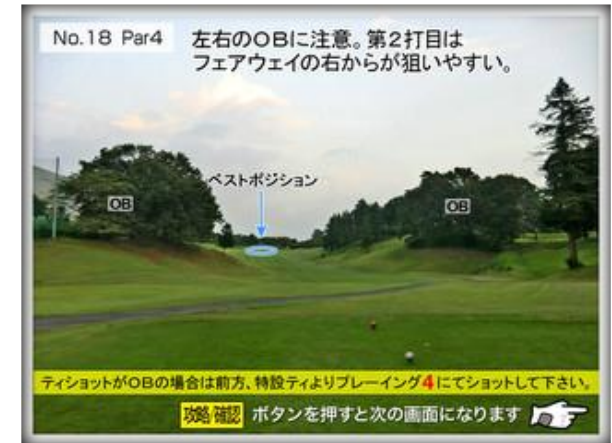 No.18 Par4
左右のOBに注意。第2打目は
フェアウェイの右からが狙いやすい。
ベストポジション
OB
OB
ティショットがOBの場合は前方、特設ティよりプレーイング4にてショットして下さい。
攻略/確認 ボタンを押すと次の画面になります